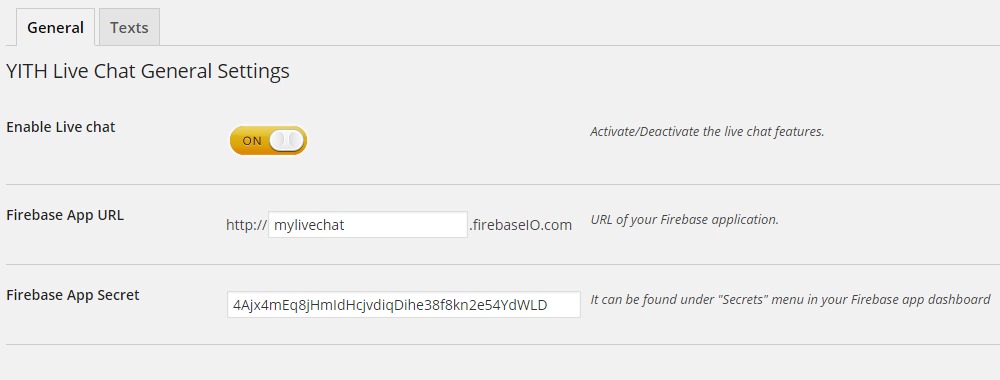 General Texts
YITH Live Chat General Settings
Enable Live chat ON Activate/Deactivate the live chat features.
Firebase App URL http:// mylivechat .firebaseIO.com URL of your Firebase application.
Firebase App Secret 4Ajx4mEq8jHmIdHcjvdiqDihe38f8kn2e54YdWLD It can be found under "Secrets" menu in your Firebase app dashboard